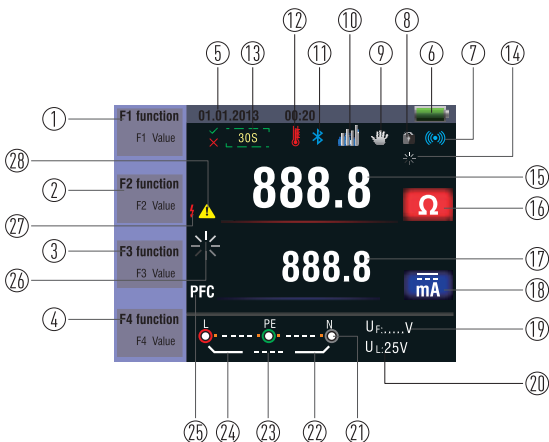 12 11 10 8
5 13 9 6 7 14
1 F1 function 01.01.2013 00:20
F1 Value 30S
28
2 F2 function 888.8 15
F2 Value Ω 16
27
3 F3 function
F3 Value 888.8 17
26 PFC mA 18
4 F4 function
F4 Value L PE N UF:.....V 19
UL:25V
20
25 24 23 22 21